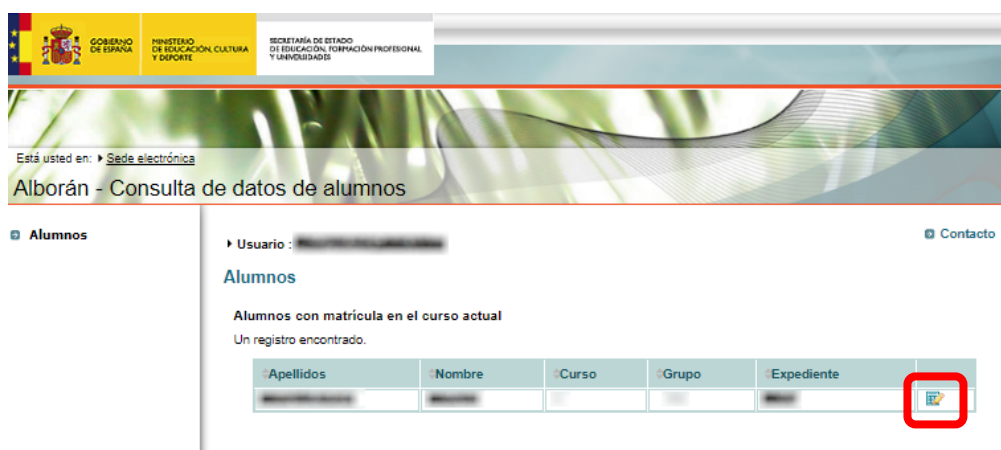 GOBIERNO
DE ESPAÑA
MINISTERIO
DE EDUCACIÓN, CULTURA
Y DEPORTE
SECRETARÍA DE ESTADO
DE EDUCACIÓN, FORMACIÓN PROFESIONAL
Y UNIVERSIDADES
Está usted en: Sede electrónica
Alborán - Consulta de datos de alumnos
Alumnos
Usuario :
Contacto
Alumnos
Alumnos con matrícula en el curso actual
Un registro encontrado.
Apellidos Nombre Curso Grupo Expediente